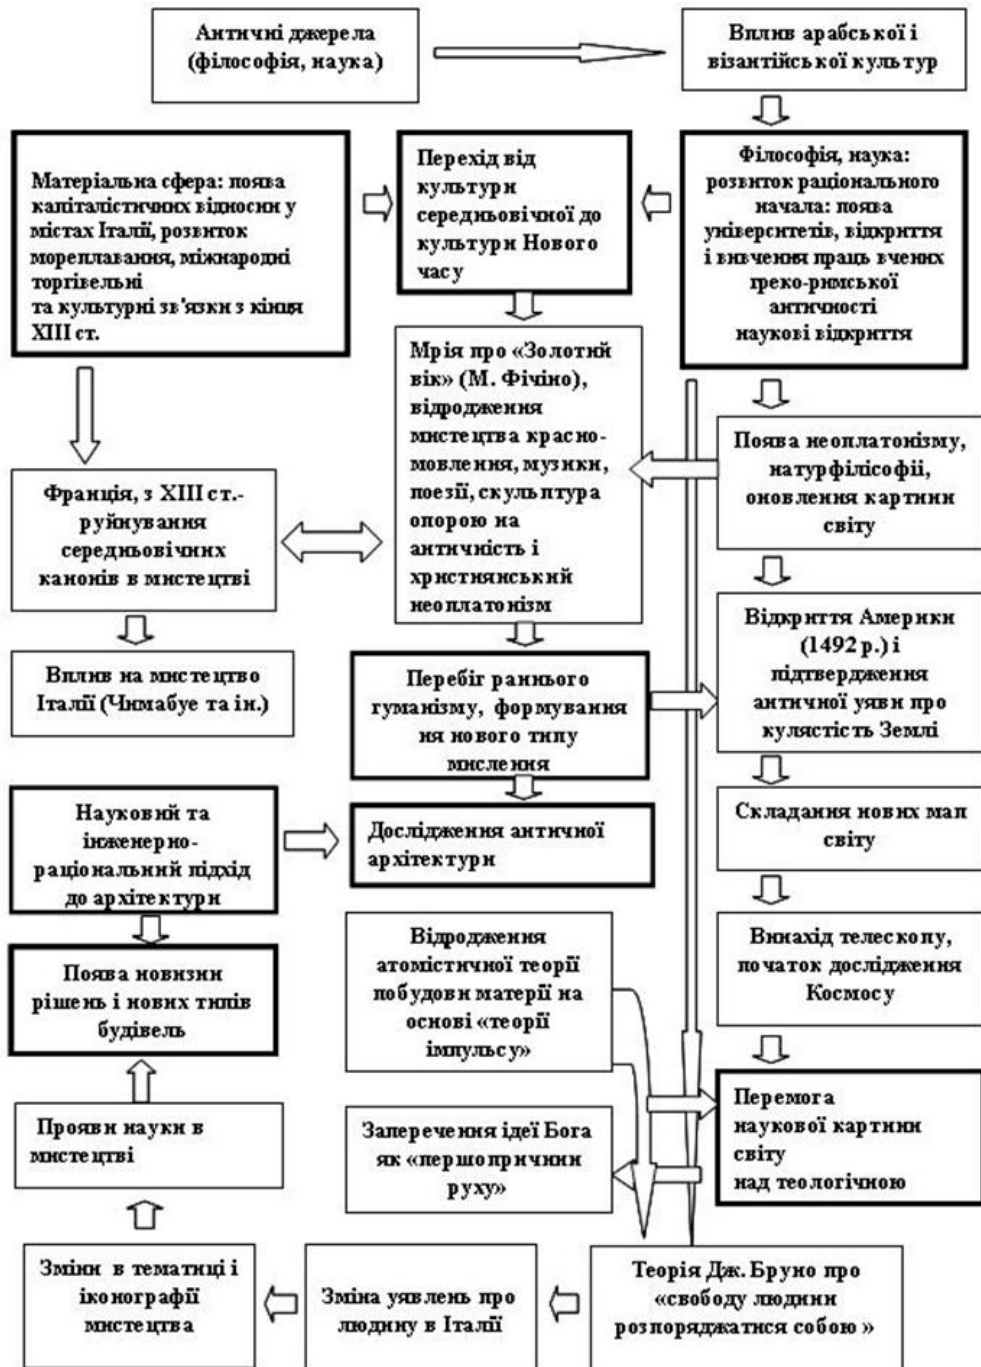 Античні джерела
(філософія, наука)
Вплив арабської і
візантійської культур
Матеріальна сфера: поява
капіталістичних відносин у
містах Італії, розвиток
мореплавання, міжнародні
торгівельні
та культурні зв'язки з кінця
XIII ст.
Перехід від
культури
середньовічної до
культури Нового
часу
Філософія, наука:
розвиток раціонального
начала: поява
університетів, відкриття
і вивчення праць вчених
греко-римської
античності
наукові відкриття
Мрія про «Золотий
вік» (М. Фічіно),
відродження
мистецтва красно-
мовлення, музики,
поезії, скульптура
опорою на
античність і
християнський
неоплатонізм
Поява неоплатонізму,
натурфілісофії,
оновлення картини
світу
Франція, з XIII ст.-
руйнування
середньовічних
канонів в мистецтві
Відкриття Америки
(1492 р.) і
підтвердження
античної уяви про
кулястість Землі
Вплив на мистецтво
Італії (Чимабуе та ін.)
Перебіг раннього
гуманізму, формування
ня нового типу
мислення
Науковий та
інженерно-
раціональний підхід
до архітектури
Дослідження античної
архітектури
Складання нових мап
світу
Поява новизни
рішень і нових типів
будівель
Відродження
атомістичної теорії
побудови матерії на
основі «теорії
імпульсу»
Винахід телескопу,
початок дослідження
Космосу
Прояви науки в
мистецтві
Заперечення ідеї Бога
як «першопричини
руху»
Перемога
наукової картини
світу
над теологічною
Зміни в тематиці і
іконографії
мистецтва
Зміна уявлень про
людину в Італії
Теорія Дж. Бруно про
«свободу людини
розпоряджатися собою »